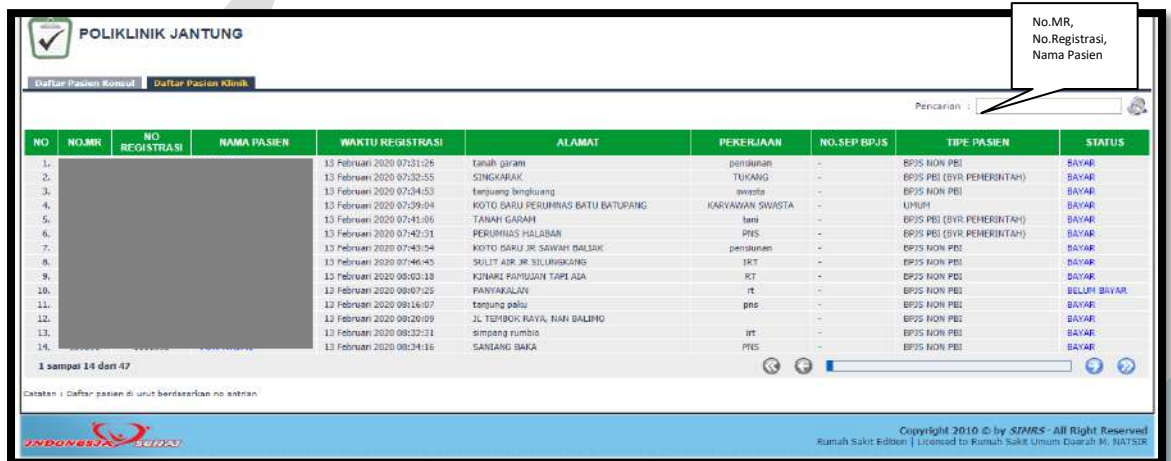 No.MR,
No.Registrasi,
Nama Pasien
POLIKLINIK JANTUNG
Daftar Pasien Konsul Daftar Pasien Klinik
Pencarian :
NO NO.MR NO REGISTRASI NAMA PASIEN WAKTU REGISTRASI ALAMAT PEKERJAAN NO.SEP BPJS TIPE PASIEN STATUS
1. 13 Februari 2020 07:31:26 tanah garam pensiunan - BPJS NON PBI BAYAR
2. 13 Februari 2020 07:32:55 SINGKARAK TUKANG - BPJS PBI (BYR PEMERINTAH) BAYAR
3. 13 Februari 2020 07:34:53 tanjuang bingkuang swasta - BPJS NON PBI BAYAR
4. 13 Februari 2020 07:39:04 KOTO BARU PERUMNAS BATU BATUPANG KARYAWAN SWASTA - UMUM BAYAR
5. 13 Februari 2020 07:41:06 TANAH GARAM tani - BPJS PBI (BYR PEMERINTAH) BAYAR
6. 13 Februari 2020 07:42:31 PERUMNAS HALABAN PNS - BPJS PBI (BYR PEMERINTAH) BAYAR
7. 13 Februari 2020 07:43:54 KOTO BARU JR SAWAH BALIAK pensiunan - BPJS NON PBI BAYAR
8. 13 Februari 2020 07:46:45 SULIT AIR JR SILUNGKANG IRT - BPJS NON PBI BAYAR
9. 13 Februari 2020 08:03:18 KINARI PAMUJAN TAPI AIA RT - BPJS NON PBI BAYAR
10. 13 Februari 2020 08:07:25 PANYAKALAN rt - BPJS NON PBI BELUM BAYAR
11. 13 Februari 2020 08:16:07 tanjung paku pns - BPJS NON PBI BAYAR
12. 13 Februari 2020 08:20:09 JL TEMBOK RAYA, NAN BALIMO - BPJS NON PBI BAYAR
13. 13 Februari 2020 08:32:31 simpang rumbio irt - BPJS NON PBI BAYAR
14. 13 Februari 2020 08:34:16 SANIANG BAKA PNS - BPJS NON PBI BAYAR
1 sampai 14 dari 47
Catatan : Daftar pasien di urut berdasarkan no antrian
INDONESIA SEHAT
Copyright 2010 © by SIMRS - All Right Reserved
Rumah Sakit Edition | Licensed to Rumah Sakit Umum Daerah M. NATSIR